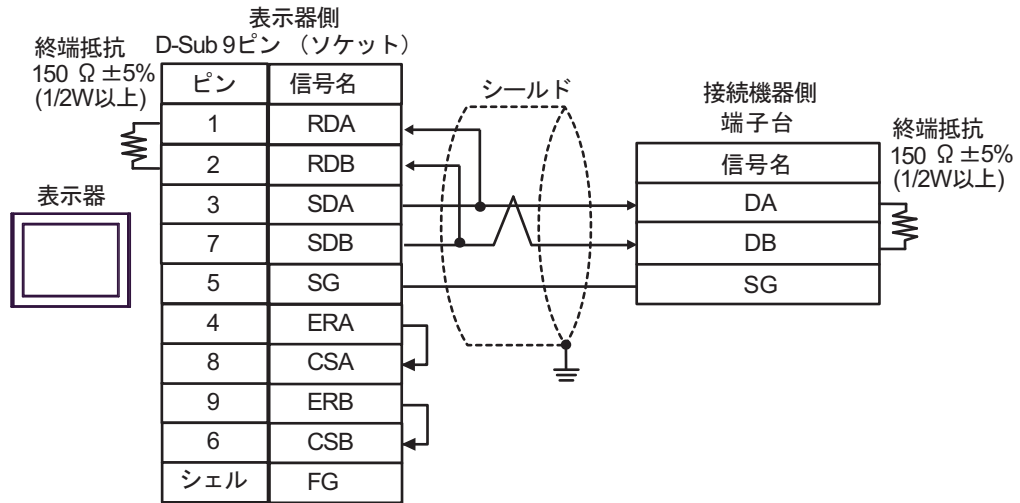 表示器側
D-Sub 9ピン （ソケット）
終端抵抗
150 Ω ±5%
(1/2W以上)
表示器
ピン 信号名
1 RDA
2 RDB
3 SDA
7 SDB
5 SG
4 ERA
8 CSA
9 ERB
6 CSB
シェル FG
シールド
接続機器側
端子台
信号名
DA
DB
SG
終端抵抗
150 Ω ±5%
(1/2W以上)